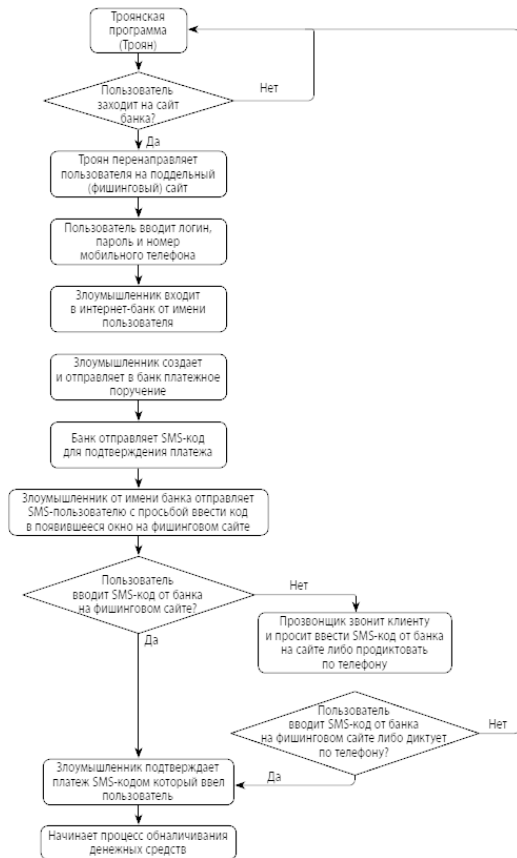 Троянская
программа
(Троян)
Пользователь
заходит на сайт
банка?
Нет
Да
Троян перенаправляет
пользователя на поддельный
(фишинговый) сайт
Пользователь вводит логин,
пароль и номер
мобильного телефона
Злоумышленник входит
в интернет-банк от имени
пользователя
Злоумышленник создает
и отправляет в банк платежное
поручение
Банк отправляет SMS-код
для подтверждения платежа
Злоумышленник от имени банка отправляет
SMS-пользователю с просьбой ввести код
в появившееся окно на фишинговом сайте
Пользователь
вводит SMS-код от банка
на фишинговом сайте?
Нет
Да
Прозвонщик звонит клиенту
и просит ввести SMS-код от банка
на сайте либо продиктовать
по телефону
Пользователь
вводит SMS-код от банка
на фишинговом сайте либо диктует
по телефону?
Нет
Да
Злоумышленник подтверждает
платеж SMS-кодом который ввел
пользователь
Начинает процесс обналичивания
денежных средств